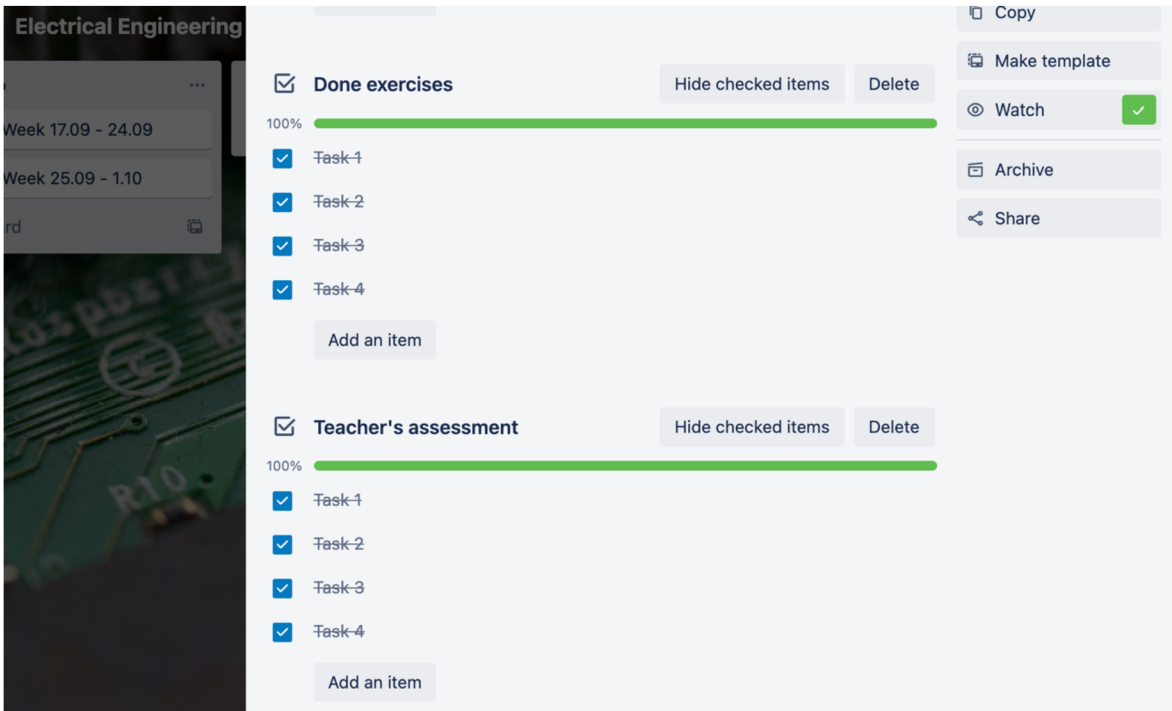 Electrical Engineering
Week 17.09 - 24.09
Week 25.09 - 1.10
rd
R10
Done exercises
Hide checked items
Delete
100%
Task 1
Task 2
Task 3
Task 4
Add an item
Teacher's assessment
Hide checked items
Delete
100%
Task 1
Task 2
Task 3
Task 4
Add an item
Copy
Make template
Watch
Archive
Share